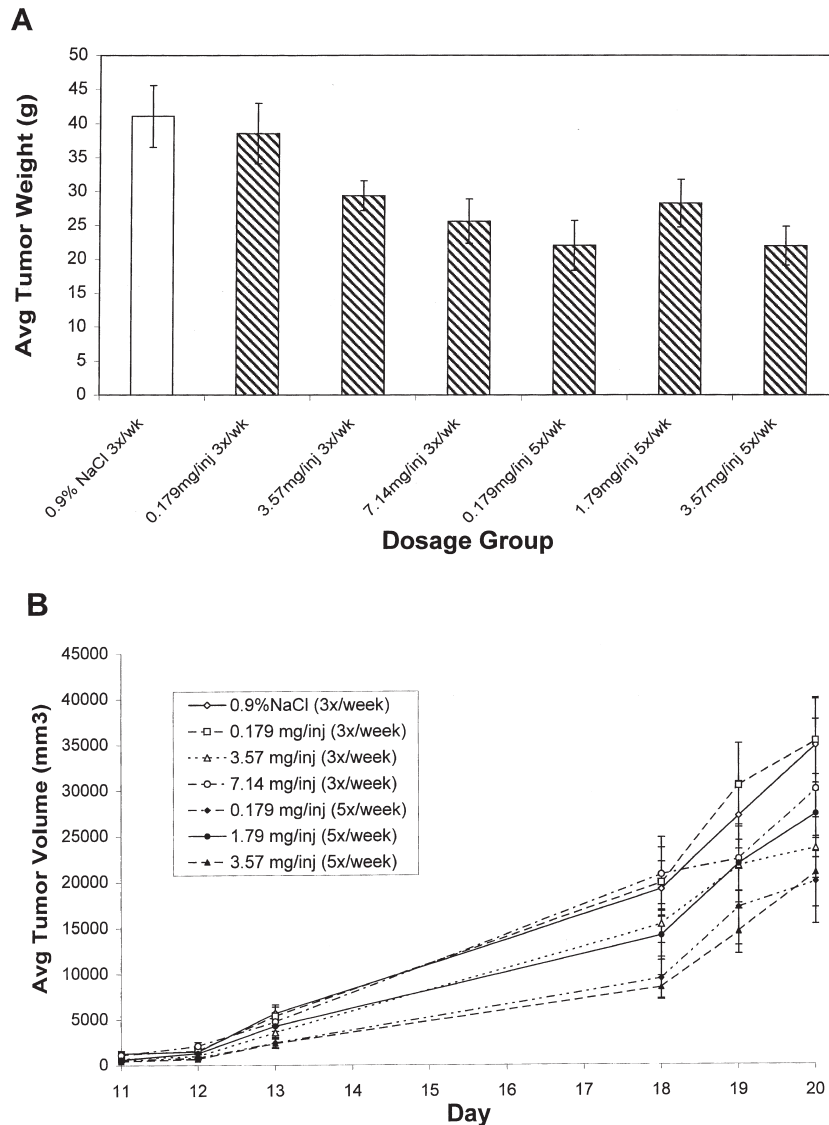 A
Avg Tumor Weight (g)
50
45
40
35
30
25
20
15
10
5
0
0.9% NaCl 3x/wk
0.179mg/inj 3x/wk
3.57mg/inj 3x/wk
7.14mg/inj 3x/wk
0.179mg/inj 5x/wk
1.79mg/inj 5x/wk
3.57mg/inj 5x/wk
Dosage Group
B
Avg Tumor Volume (mm3)
45000
40000
35000
30000
25000
20000
15000
10000
5000
0
0.9%NaCl (3x/week)
0.179 mg/inj (3x/week)
3.57 mg/inj (3x/week)
7.14 mg/inj (3x/week)
0.179 mg/inj (5x/week)
1.79 mg/inj (5x/week)
3.57 mg/inj (5x/week)
11 12 13 14 15 16 17 18 19 20
Day